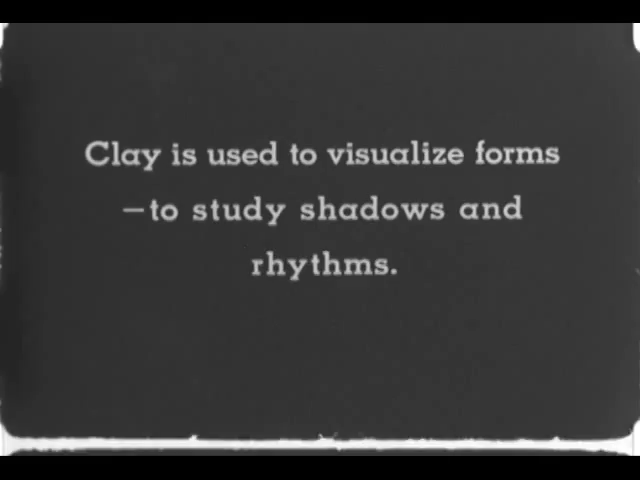 Clay is used to visualize forms
—to study shadows and
rhythms.